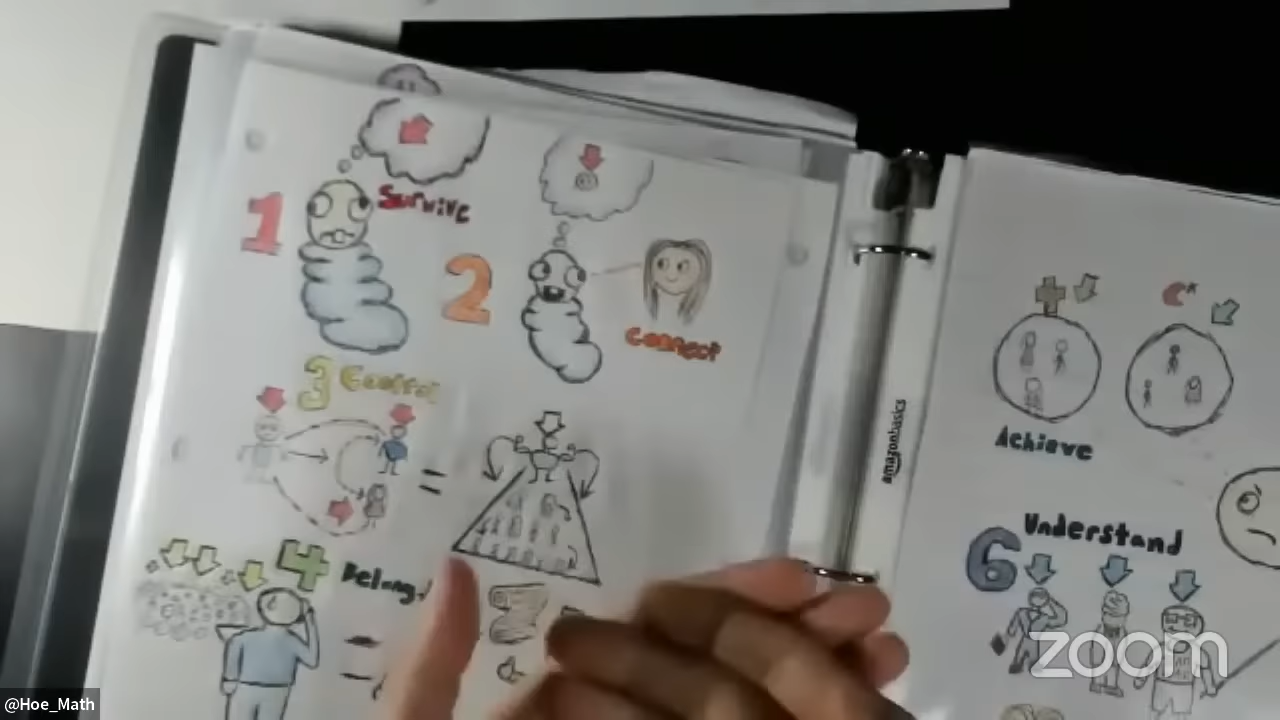 1
Survive
2
Connect
3 Control
4 Belong
Achieve
6 Understand
amazonbasics
zoom
@Hoe_Math